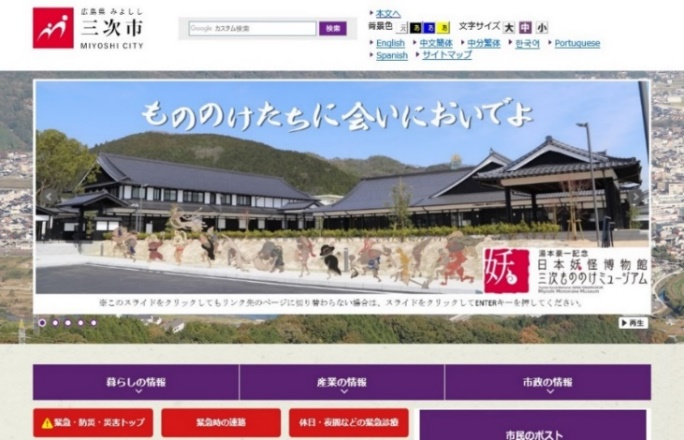 広島県 みよしし
三次市
MIYOSHI CITY
Google カスタム検索
検索
本文へ
背景色 元 あ あ あ 文字サイズ 大 中 小
English 中文简体 中分繁体 한국어 Portuguese
Spanish サイトマップ
もののけたちに会いにおいでよ
妖
湯本豪一記念
日本妖怪博物館
三次もののけミュージアム
※このスライドをクリックしてもリンク先のページに切り替わらない場合は、スライドをクリックしてENTERキーを押してください。
再生
暮らしの情報
産業の情報
市政の情報
緊急・防災・災害トップ
緊急時の連絡
休日・夜間などの緊急診療
市民のポスト